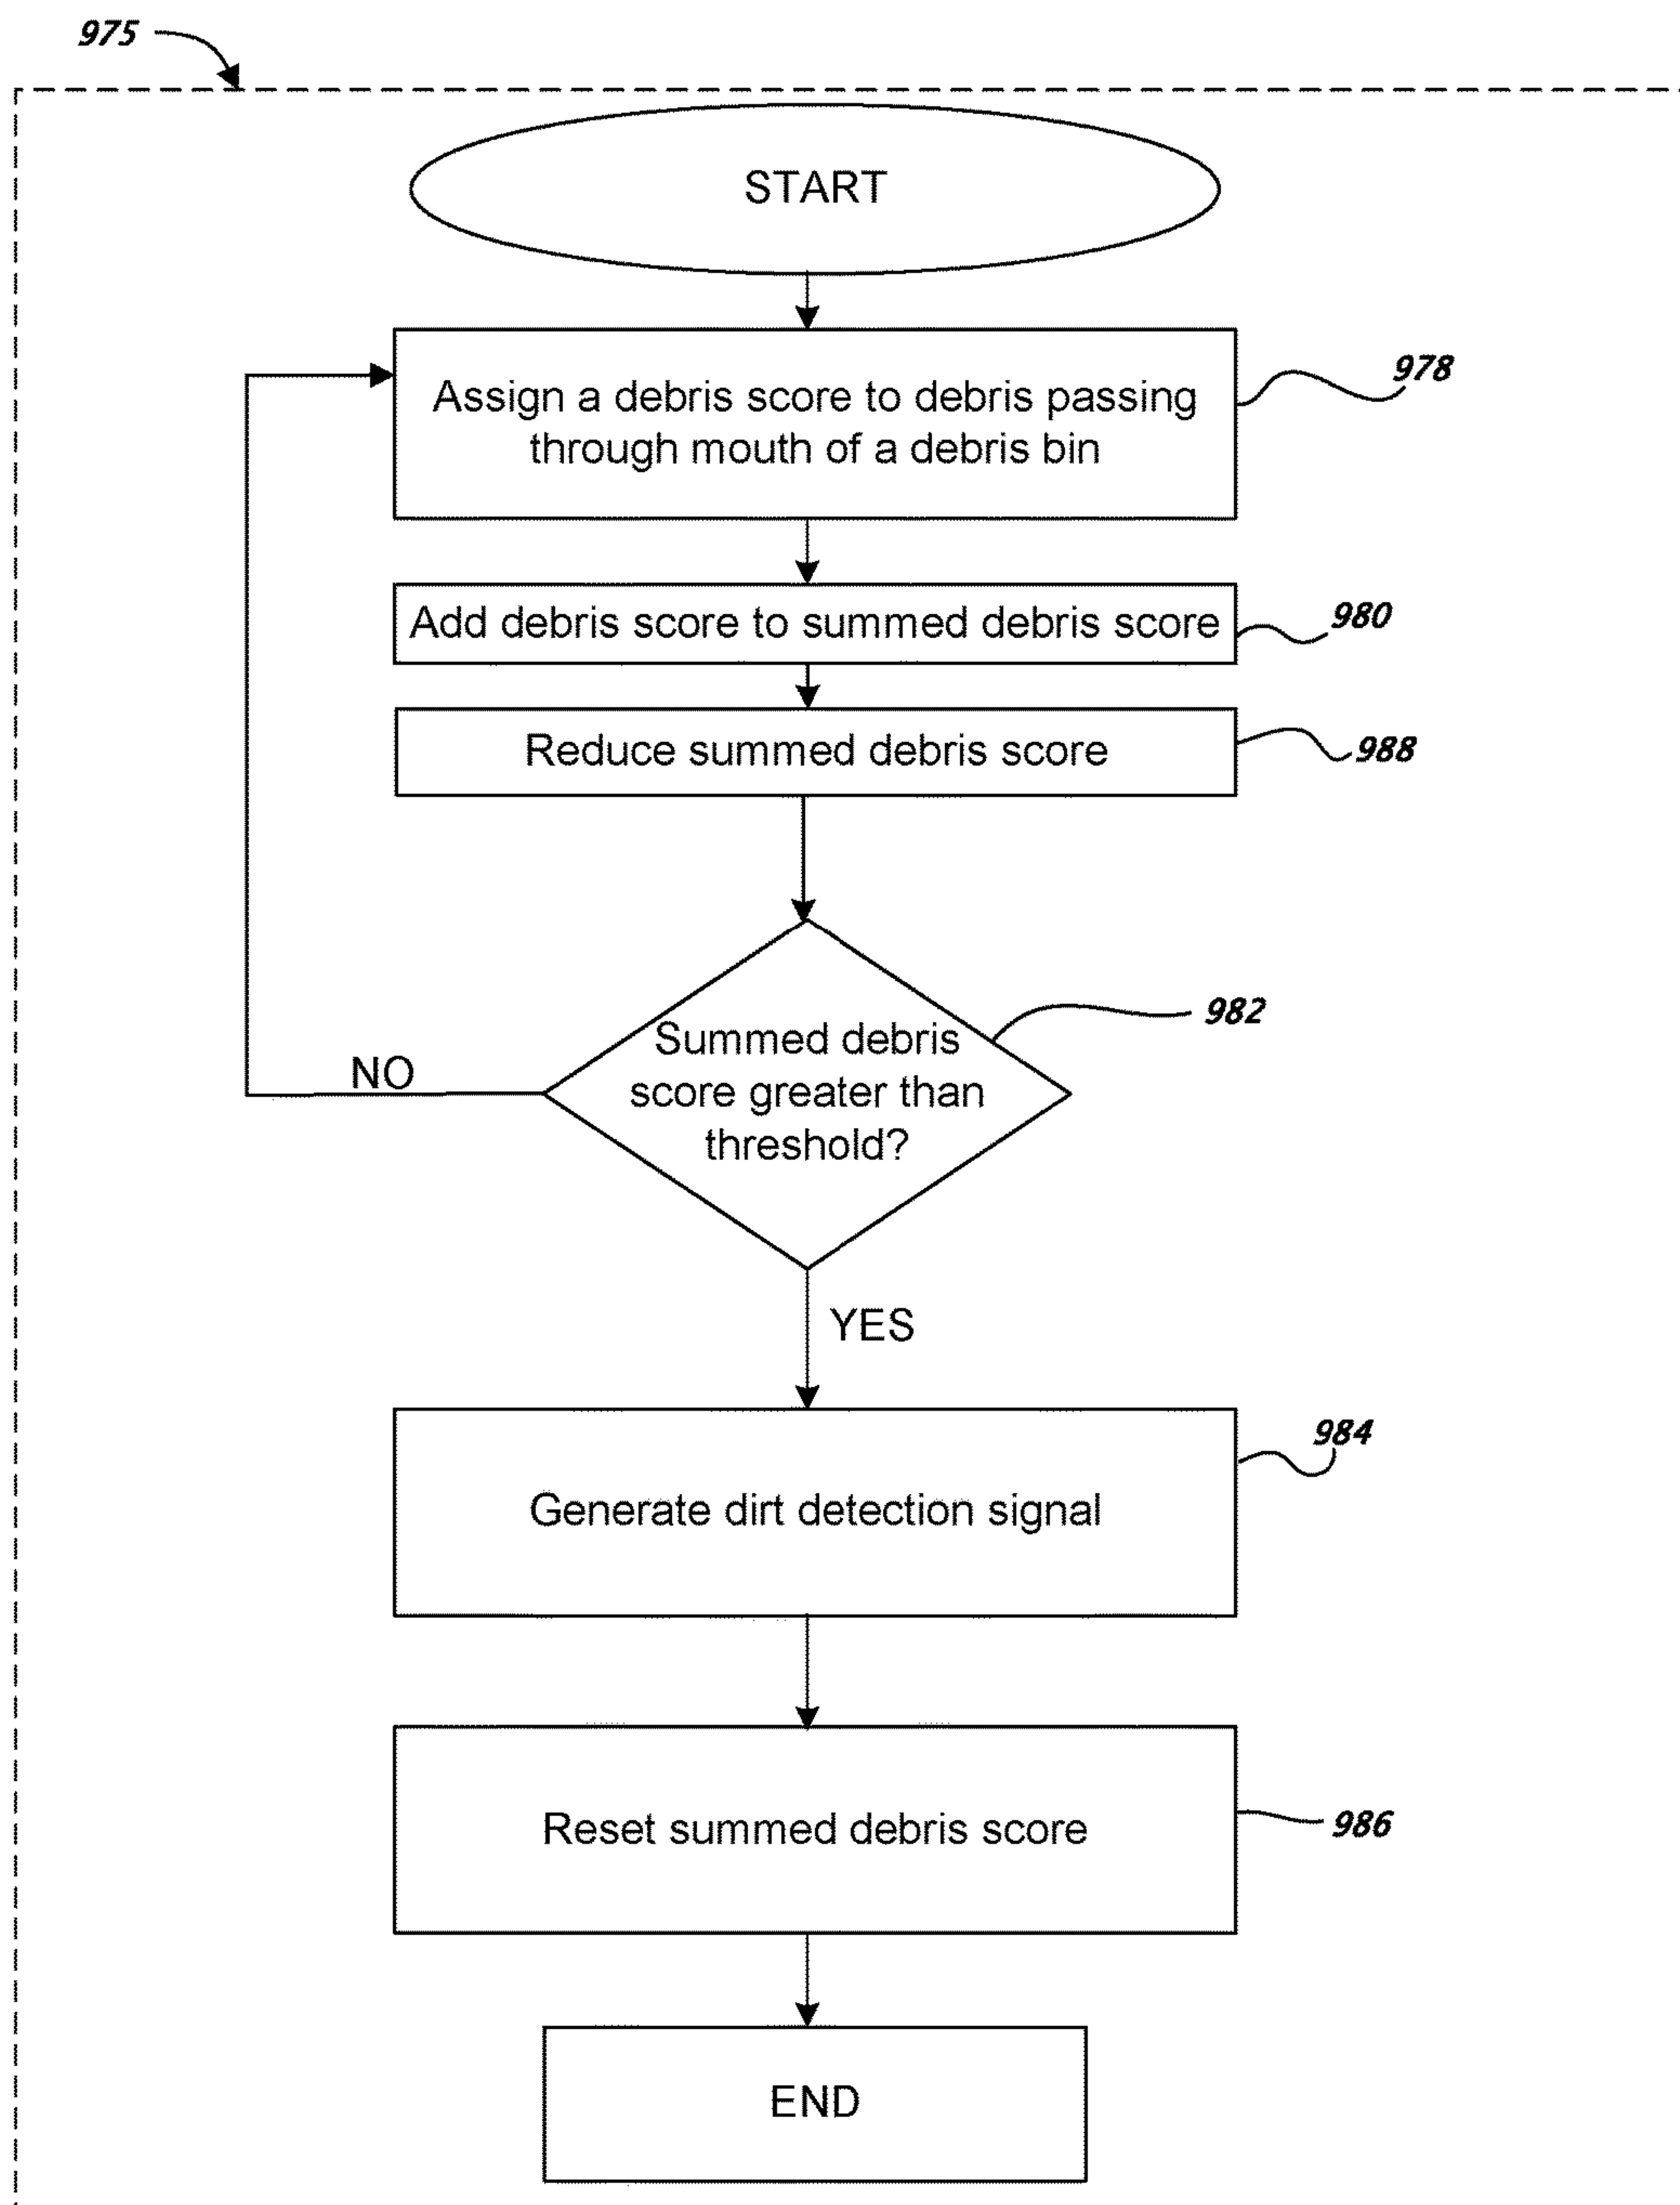 975
START
Assign a debris score to debris passing
through mouth of a debris bin
978
Add debris score to summed debris score
980
Reduce summed debris score
988
Summed debris
score greater than
threshold?
982
NO
YES
Generate dirt detection signal
984
Reset summed debris score
986
END